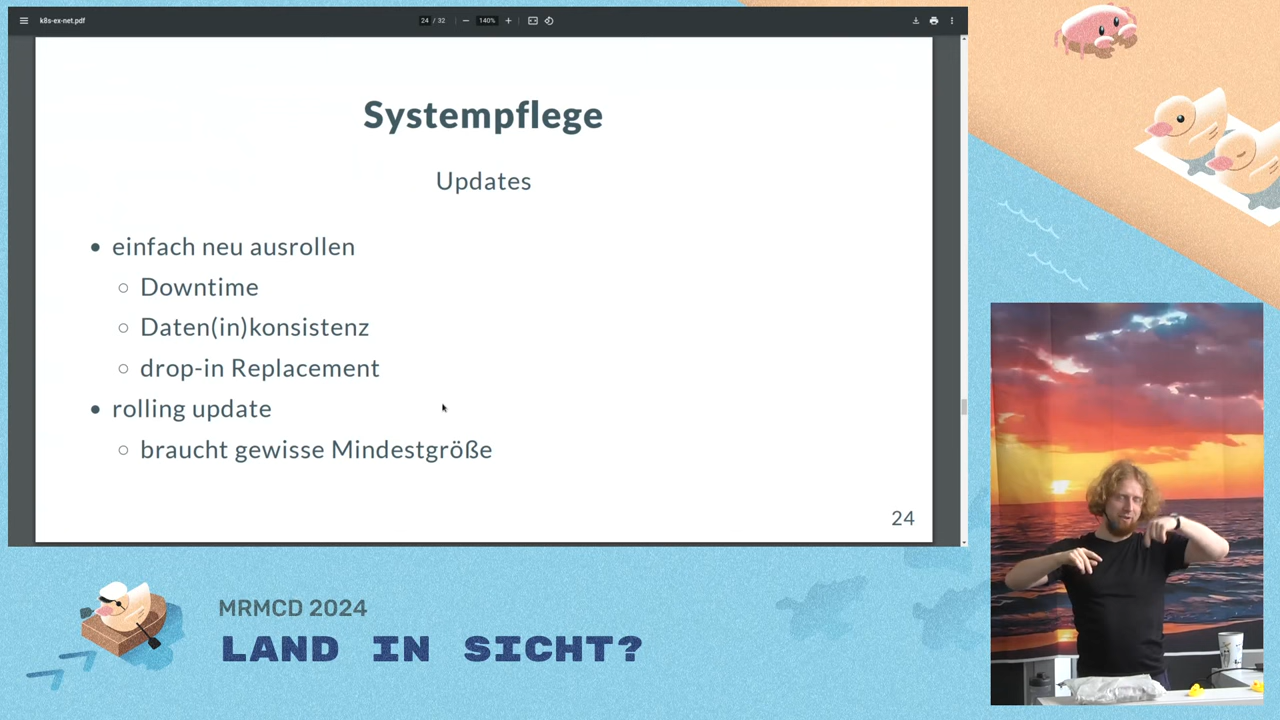 k8s-ex-net.pdf
24 / 32
140%
Systempflege
Updates
einfach neu ausrollen
Downtime
Daten(in)konsistenz
drop-in Replacement
rolling update
braucht gewisse Mindestgröße
24
MRMCD 2024
LAND IN SICHT?